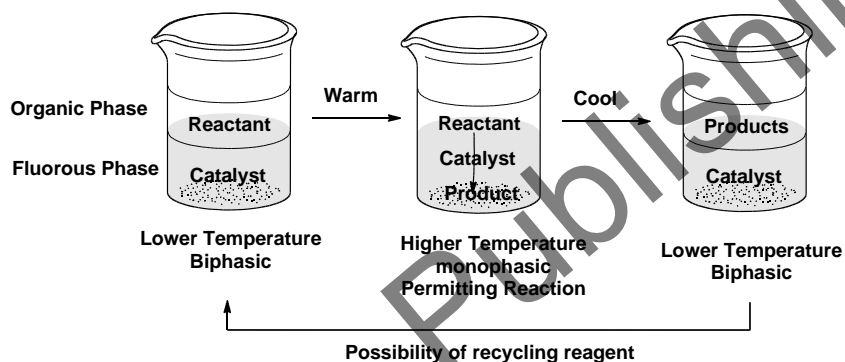 Organic Phase
Fluorous Phase
Reactant
Catalyst
Lower Temperature
Biphasic
Warm
Reactant
Catalyst
Product
Higher Temperature
monophasic
Permitting Reaction
Cool
Products
Catalyst
Lower Temperature
Biphasic
Possibility of recycling reagent